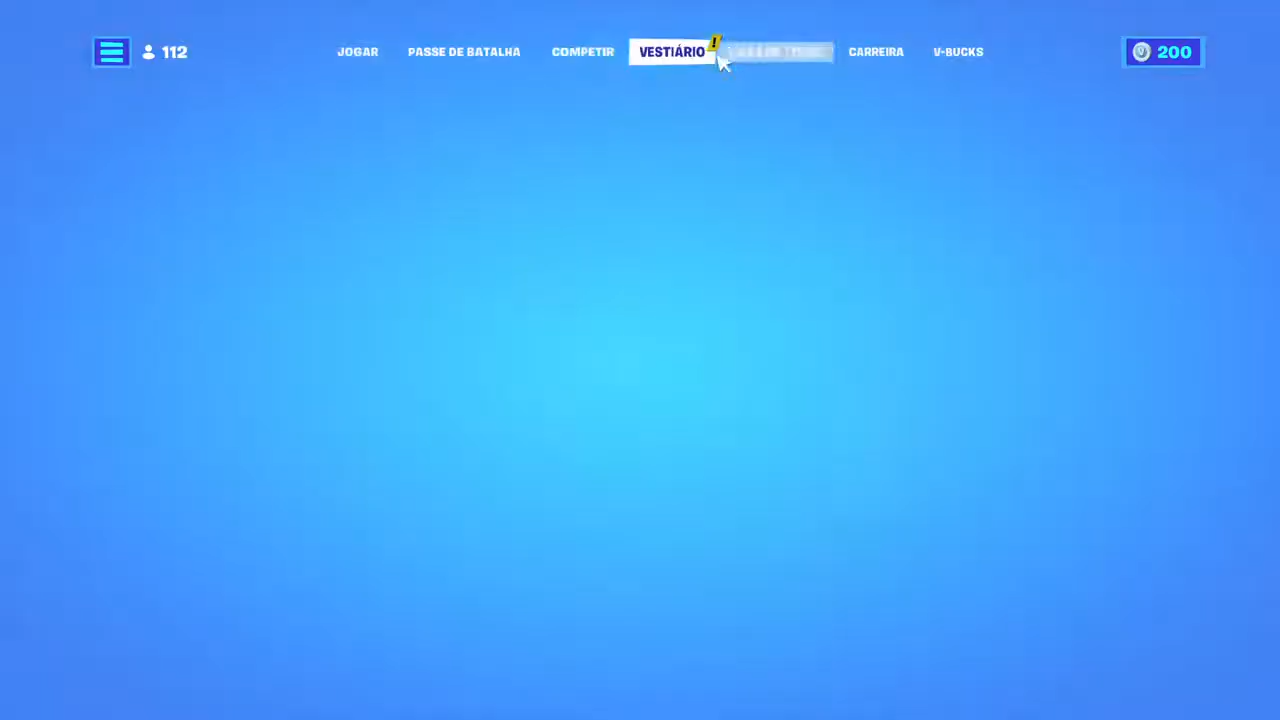 112
JOGAR PASSE DE BATALHA COMPETIR VESTIÁRIO ! CARREIRA V-BUCKS
200